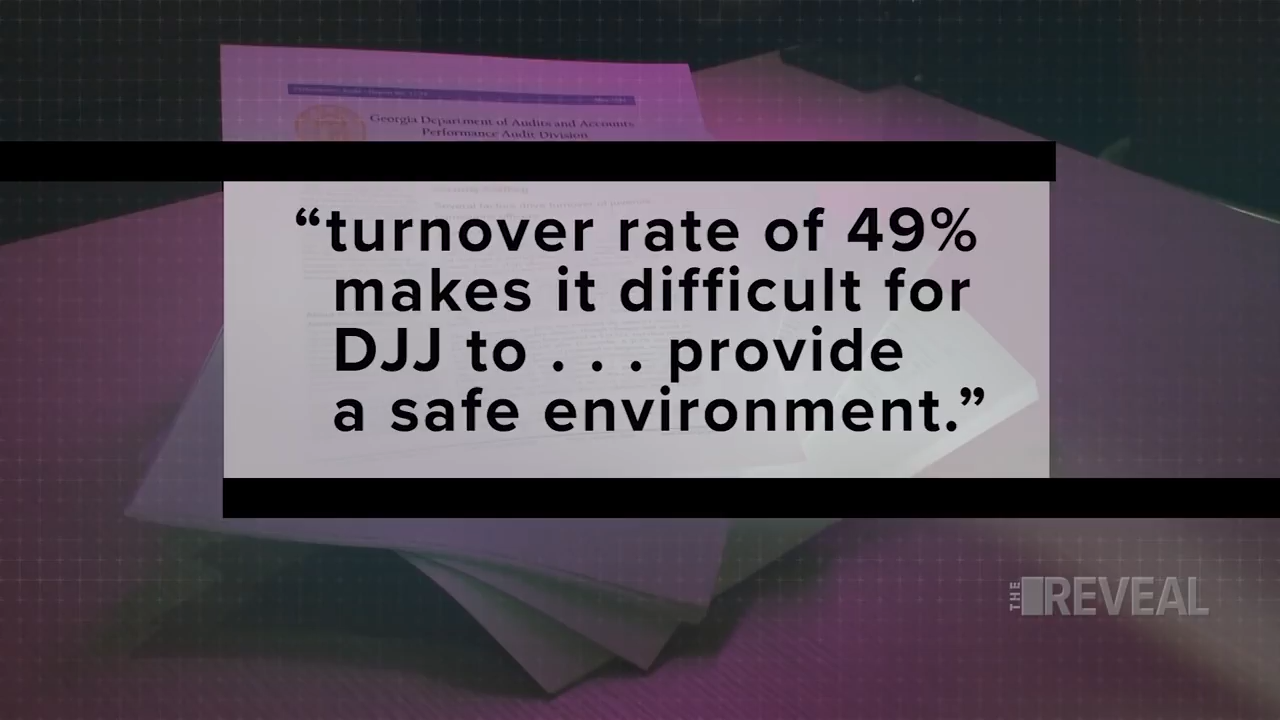 Georgia Department of Audits and Accounts
Performance Audit Division
“turnover rate of 49%
makes it difficult for
DJJ to . . . provide
a safe environment.”
THE REVEAL